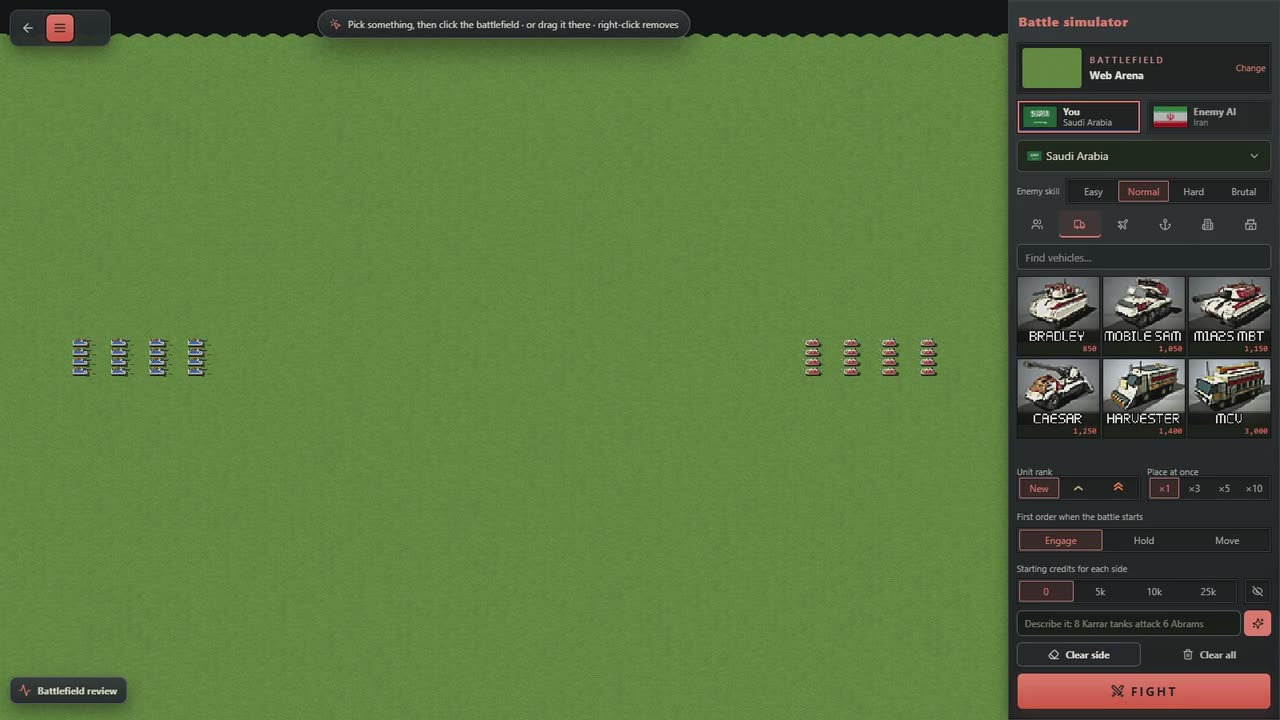 Pick something, then click the battlefield · or drag it there · right-click removes
Battle simulator
BATTLEFIELD
Web Arena
Change
You
Saudi Arabia
Enemy AI
Iran
Saudi Arabia
Enemy skill
Easy
Normal
Hard
Brutal
Find vehicles...
BRADLEY
850
MOBILE SAM
1,050
M1A2S MBT
1,150
CAESAR
1,250
HARVESTER
1,400
MCV
3,000
Unit rank
Place at once
New
×1
×3
×5
×10
First order when the battle starts
Engage
Hold
Move
Starting credits for each side
0
5k
10k
25k
Describe it: 8 Karrar tanks attack 6 Abrams
Clear side
Clear all
FIGHT
Battlefield review